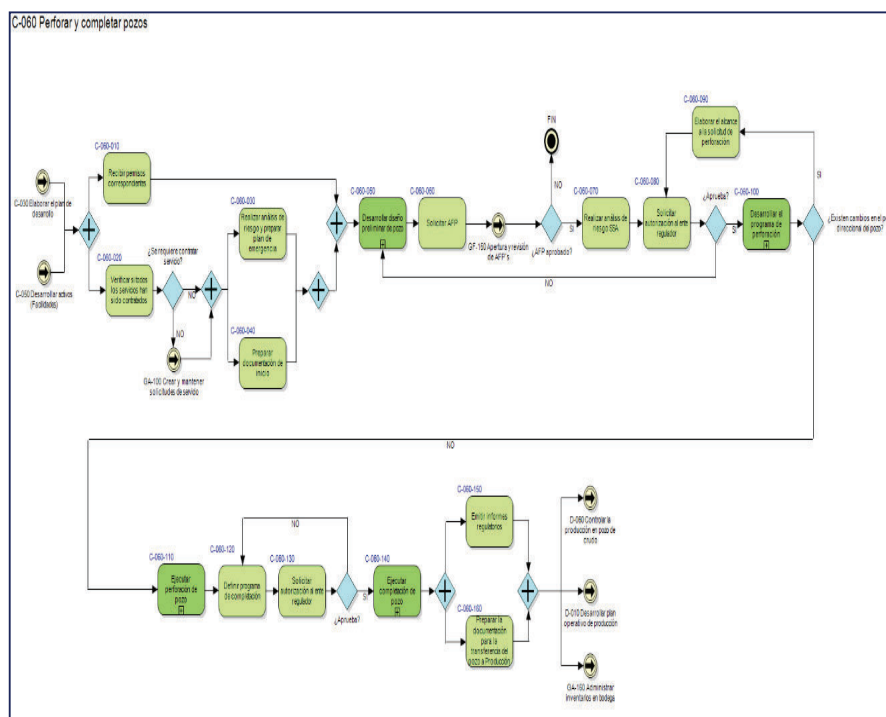 C-060 Perforar y completar pozos
C-060-010
Recibir permisos
correspondientes
C-030 Elaborar el plan de
desarrollo
C-050 Desarrollar activos
(Facilidades)
C-060-020
Verificar si todos
los servicios han
sido contratados
¿Se requiere contratar
servicio?
NO
NO
GA-100 Crear y mantener
solicitudes de servicio
C-060-030
Realizar análisis de
riesgo y preparar
plan de
emergencia
C-060-040
Preparar
documentación de
inicio
C-060-050
Desarrollar diseño
preliminar de pozo
C-060-060
Solicitar AFP
GF-160 Apertura y revisión
de AFP's
FIN
NO
¿AFP aprobado?
SI
C-060-070
Realizar análisis de
riesgo SSA
C-060-080
Solicitar
autorización al ente
regulador
C-060-090
Elaborar el alcance
a la solicitud de
perforación
¿Aprueba?
SI
NO
C-060-100
Desarrollar el
programa de
perforación
SI
¿Existen cambios en el p
direcciona de pozo?
NO
C-060-110
Ejecutar
perforación de
pozo
C-060-120
Definir programa
de completación
C-060-130
Solicitar
autorización al ente
regulador
NO
¿Aprueba?
SI
C-060-140
Ejecutar
completación de
pozo
C-060-150
Emitir informes
regulatorios
C-060-160
Preparar la
documentación
para la
transferencia del
pozo a Producción
D-060 Controlar la
producción en pozo de
crudo
D-010 Desarrollar plan
operativo de producción
GA-160 Administrar
Inventarios en bodega